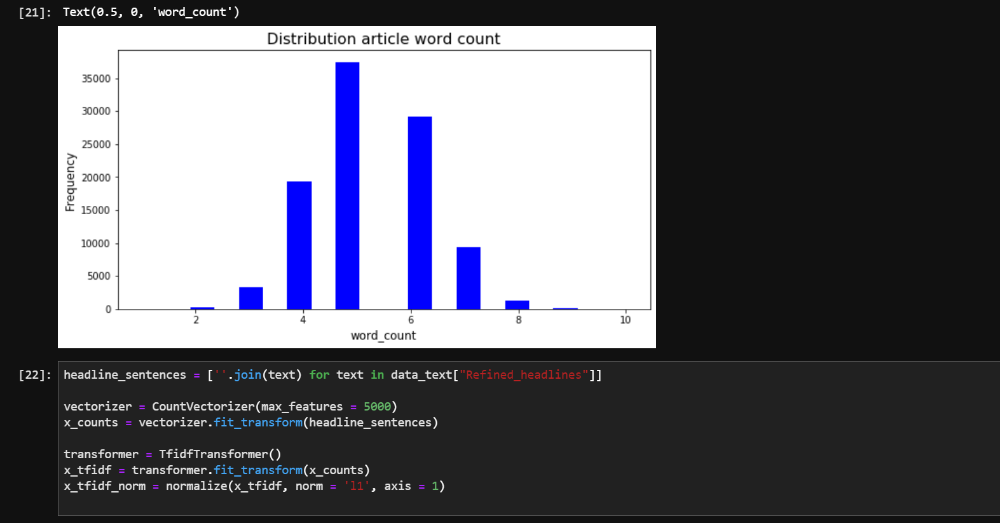 [21]: Text(0.5, 0, 'word_count')
Distribution article word count
35000
30000
25000
20000
15000
10000
5000
0
Frequency
2 4 6 8 10
word_count
[22]: headline_sentences = [''.join(text) for text in data_text["Refined_headlines"]]
vectorizer = CountVectorizer(max_features = 5000)
x_counts = vectorizer.fit_transform(headline_sentences)
transformer = TfidfTransformer()
x_tfidf = transformer.fit_transform(x_counts)
x_tfidf_norm = normalize(x_tfidf, norm = 'l1', axis = 1)